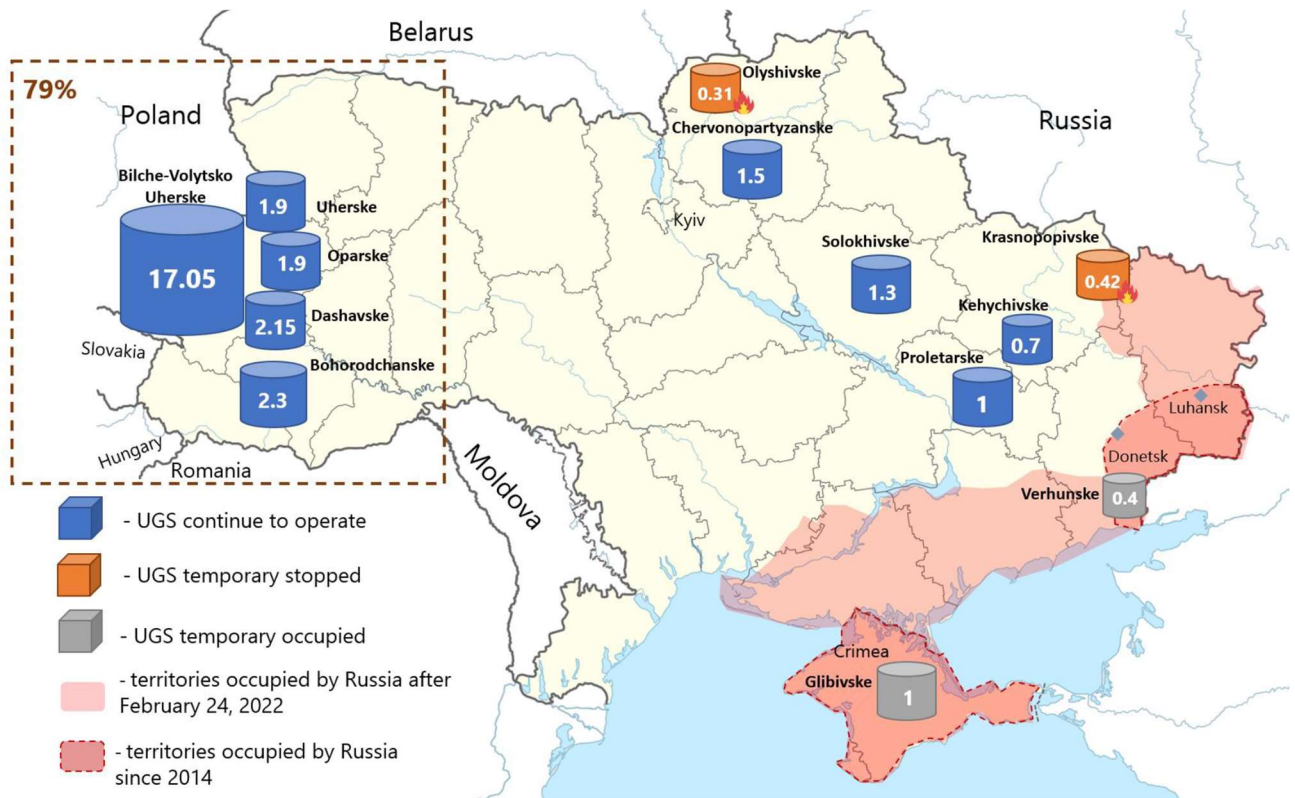 Belarus
79%
Poland
Russia
Olyshivske
0.31
Chervonopartyzanske
1.5
Bilche-Volytsko
Uherske
17.05
1.9
Uherske
Kyiv
Oparske
1.9
Solokhivske
1.3
Krasnopopivske
0.42
Dashavske
2.15
Kehychivske
0.7
Slovakia
Bohorodchanske
2.3
Proletarske
1
Luhansk
Hungary
Romania
Moldova
Donetsk
Verhunske
0.4
- UGS continue to operate
- UGS temporary stopped
- UGS temporary occupied
Crimea
Glibivske
1
- territories occupied by Russia after
February 24, 2022
- territories occupied by Russia
since 2014